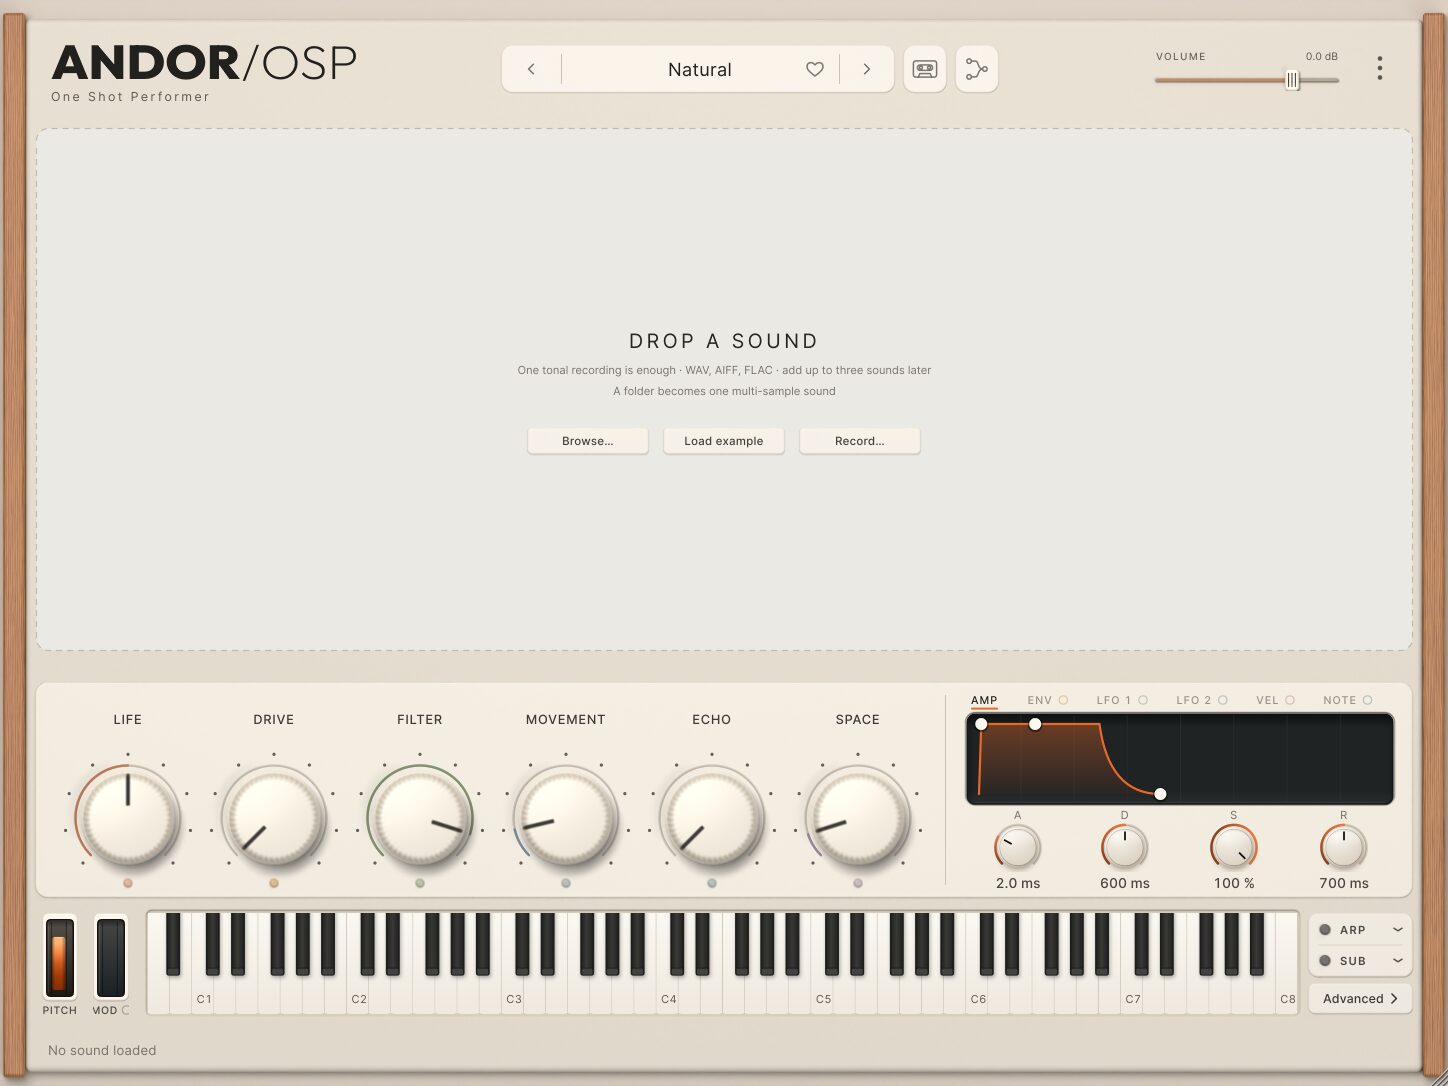 ANDOR/OSP
One Shot Performer
Natural
VOLUME 0.0 dB
DROP A SOUND
One tonal recording is enough · WAV, AIFF, FLAC · add up to three sounds later
A folder becomes one multi-sample sound
Browse... Load example Record...
LIFE DRIVE FILTER MOVEMENT ECHO SPACE
AMP ENV LFO 1 LFO 2 VEL NOTE
A D S R
2.0 ms 600 ms 100 % 700 ms
C1 C2 C3 C4 C5 C6 C7 C8
PITCH MOD
ARP
SUB
Advanced
No sound loaded